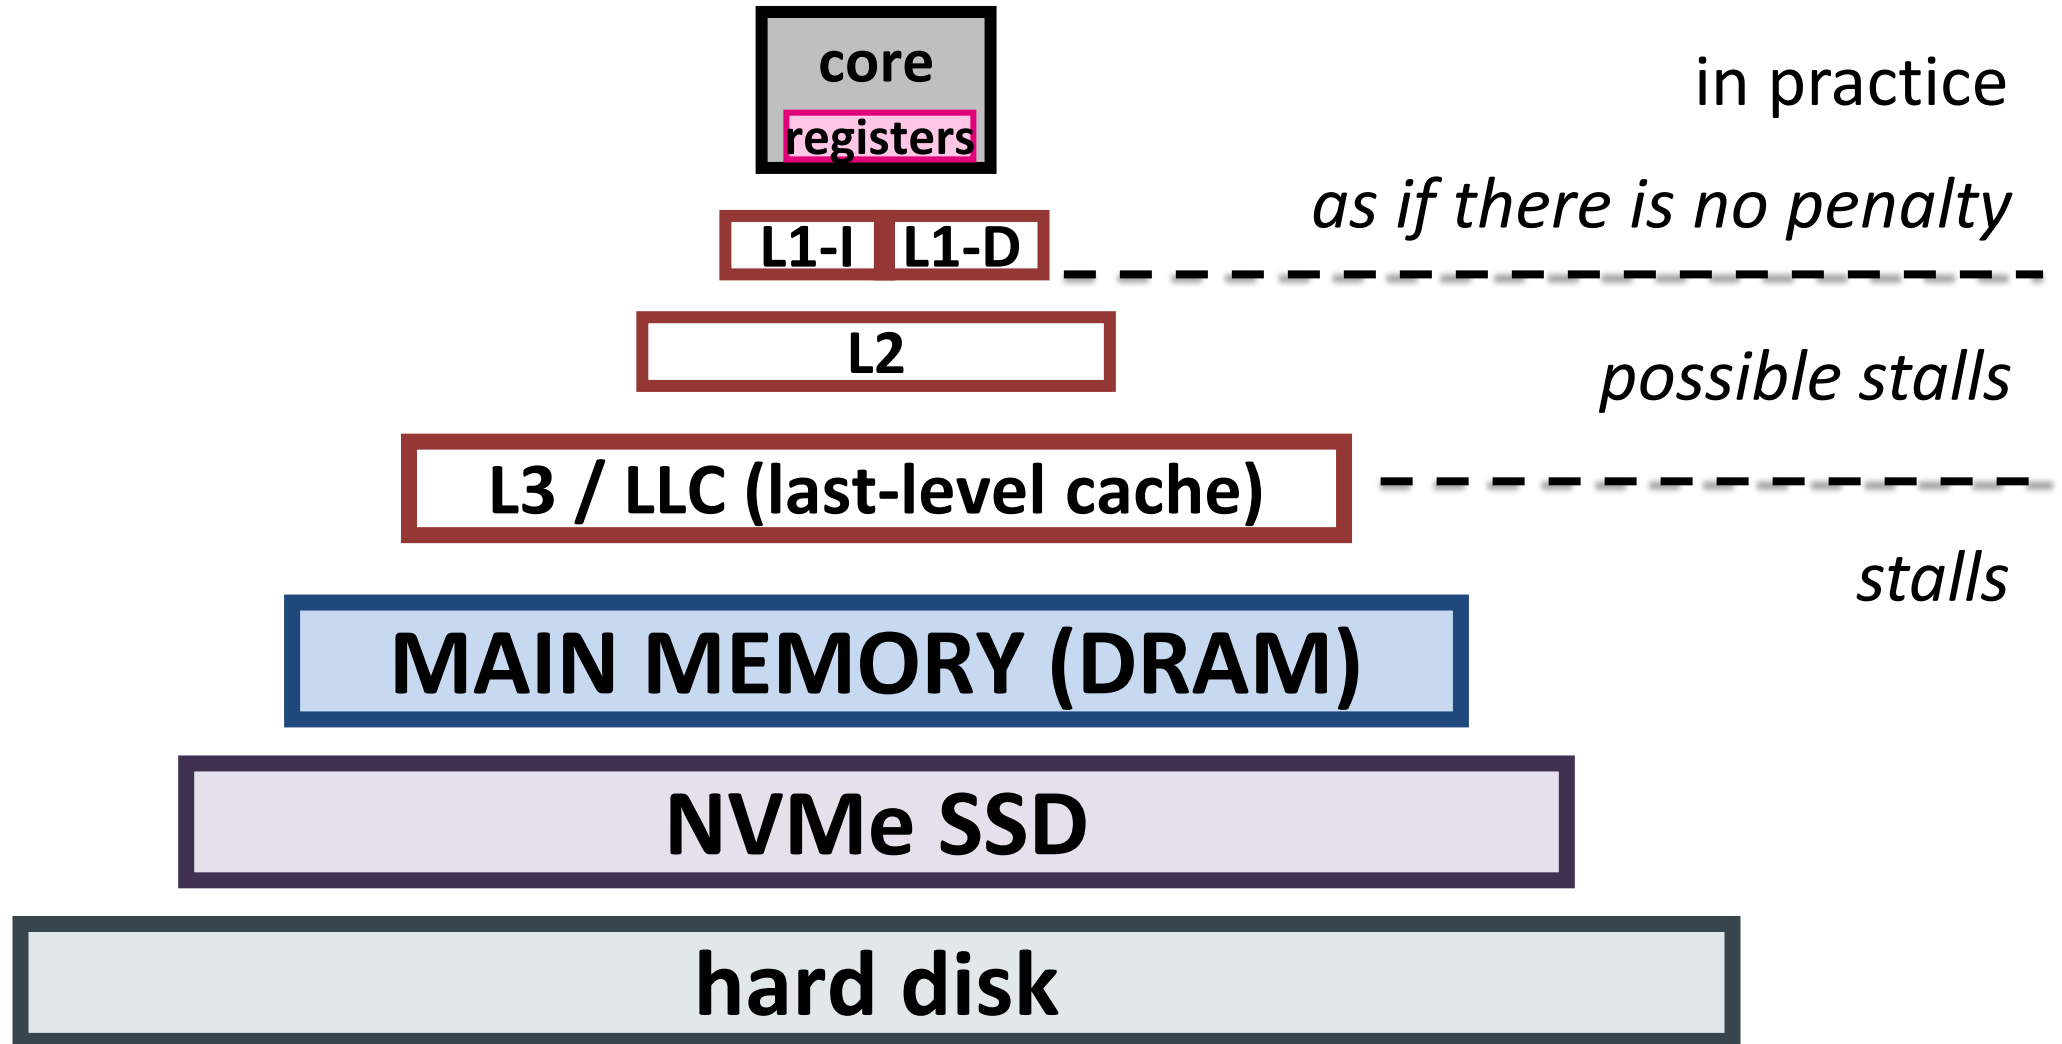 core
in practice
registers
as if there is no penalty
L1-I
L1-D
L2
possible stalls
L3 / LLC (last-level cache)
stalls
MAIN MEMORY (DRAM)
NVMe SSD
hard disk